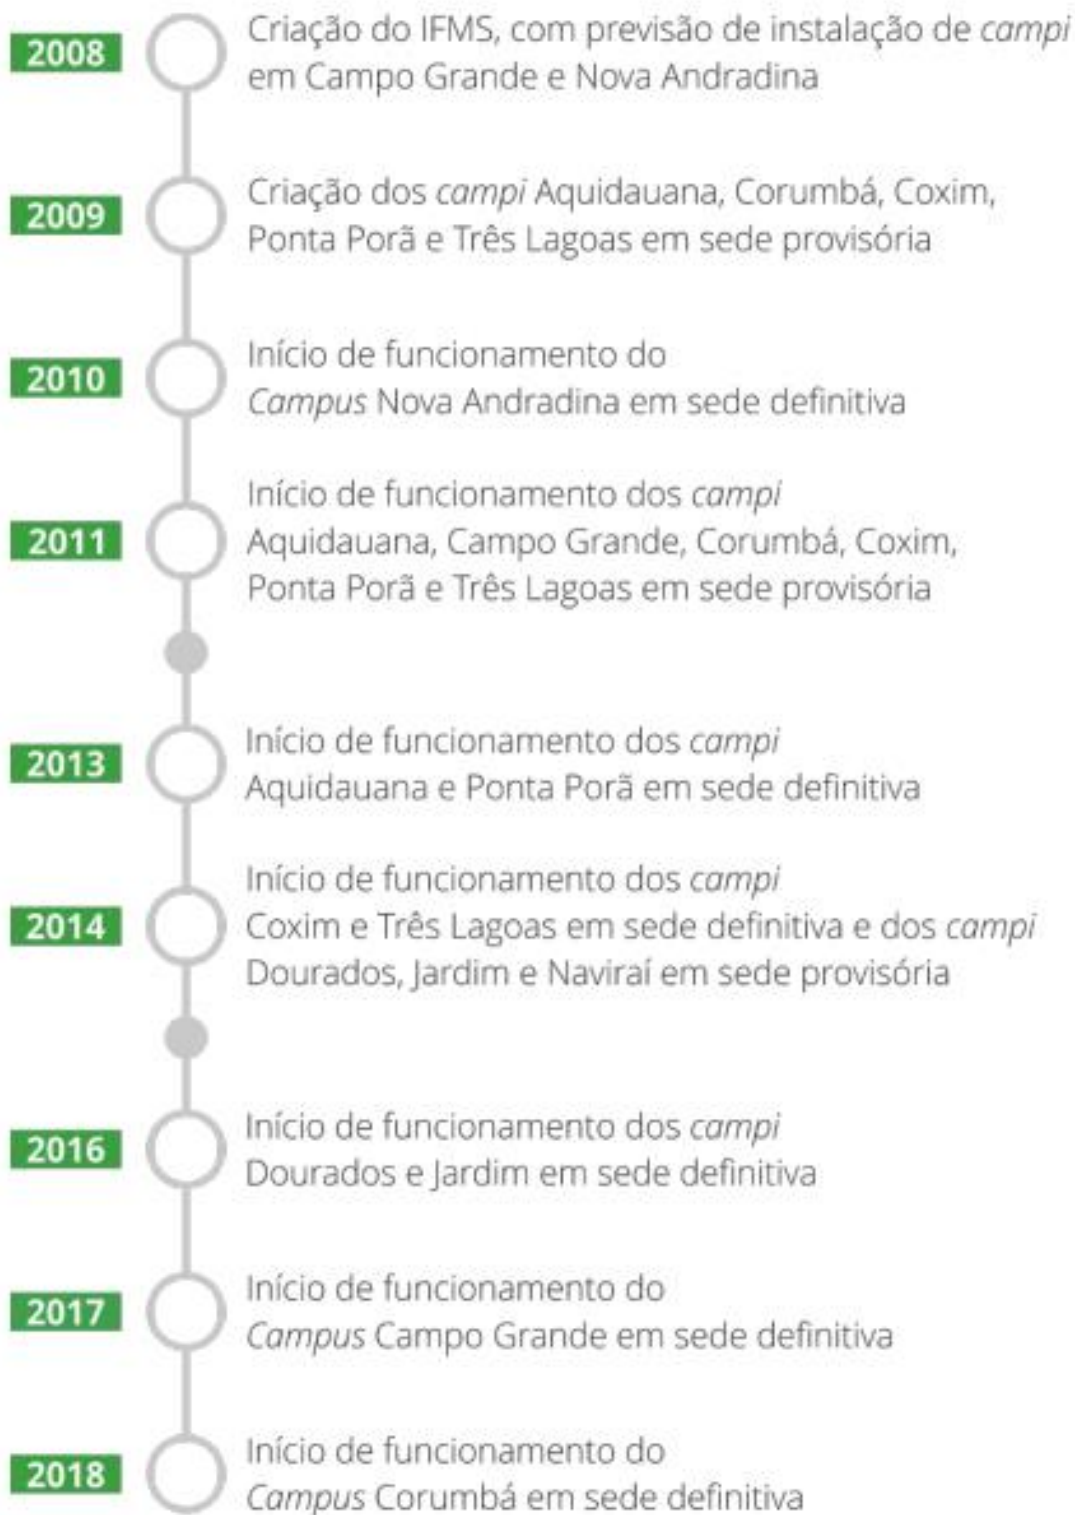 2008
Criação do IFMS, com previsão de instalação de campi
em Campo Grande e Nova Andradina
2009
Criação dos campi Aquidauana, Corumbá, Coxim,
Ponta Porã e Três Lagoas em sede provisória
2010
Início de funcionamento do
Campus Nova Andradina em sede definitiva
2011
Início de funcionamento dos campi
Aquidauana, Campo Grande, Corumbá, Coxim,
Ponta Porã e Três Lagoas em sede provisória
2013
Início de funcionamento dos campi
Aquidauana e Ponta Porã em sede definitiva
2014
Início de funcionamento dos campi
Coxim e Três Lagoas em sede definitiva e dos campi
Dourados, Jardim e Naviraí em sede provisória
2016
Início de funcionamento dos campi
Dourados e Jardim em sede definitiva
2017
Início de funcionamento do
Campus Campo Grande em sede definitiva
2018
Início de funcionamento do
Campus Corumbá em sede definitiva